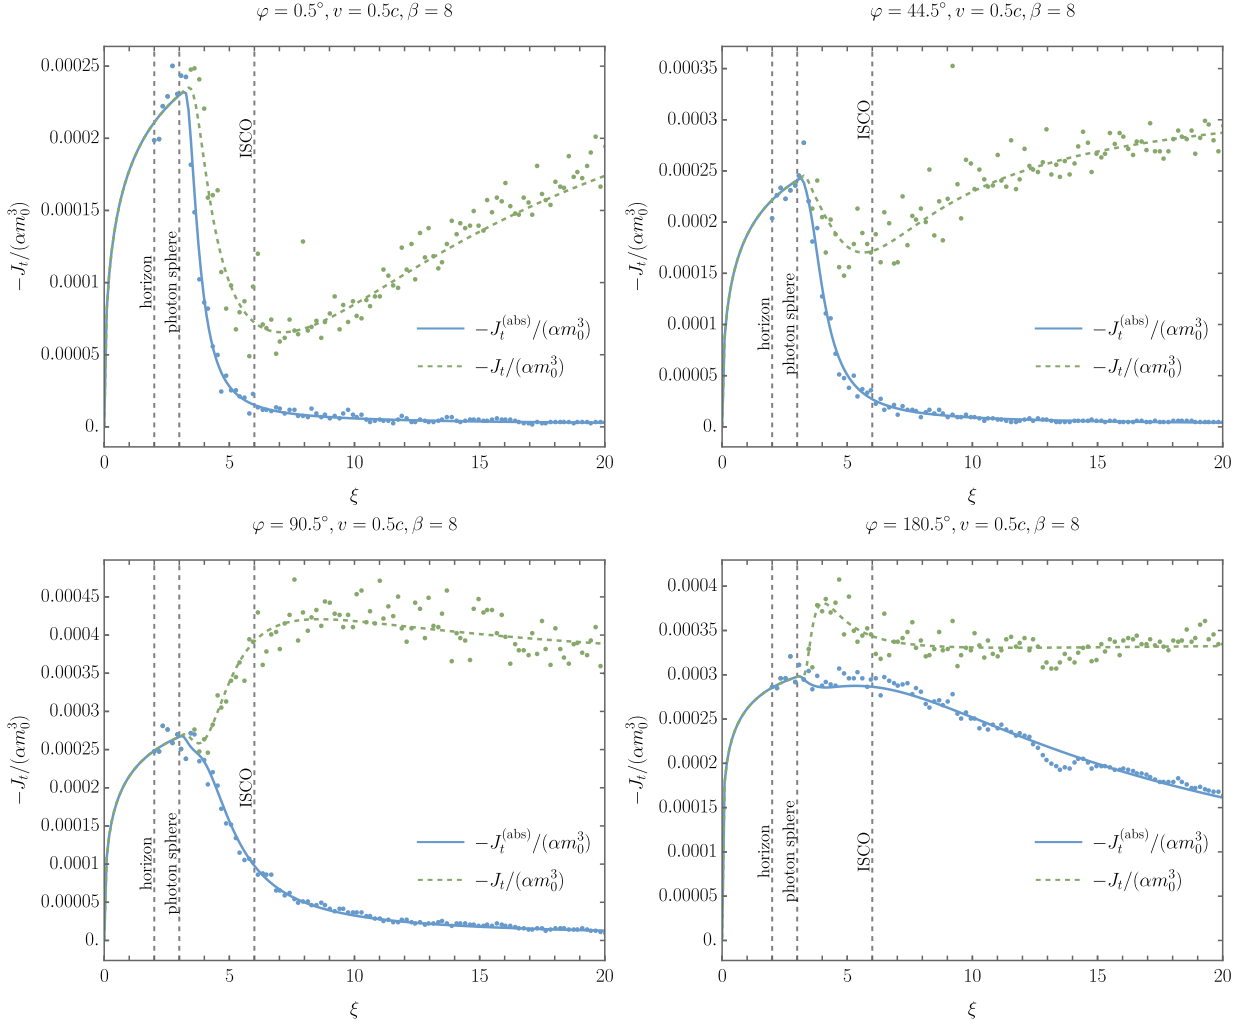 φ = 0.5°, v = 0.5c, β = 8
0.00025
0.0002
0.00015
0.0001
0.00005
0.
−J_t/(αm_0^3)
horizon
photon sphere
ISCO
−J_t^(abs)/(αm_0^3)
−J_t/(αm_0^3)
0 5 10 15 20
ξ
φ = 44.5°, v = 0.5c, β = 8
0.00035
0.0003
0.00025
0.0002
0.00015
0.0001
0.00005
0.
−J_t/(αm_0^3)
horizon
photon sphere
ISCO
−J_t^(abs)/(αm_0^3)
−J_t/(αm_0^3)
0 5 10 15 20
ξ
φ = 90.5°, v = 0.5c, β = 8
0.00045
0.0004
0.00035
0.0003
0.00025
0.0002
0.00015
0.0001
0.00005
0.
−J_t/(αm_0^3)
horizon
photon sphere
ISCO
−J_t^(abs)/(αm_0^3)
−J_t/(αm_0^3)
0 5 10 15 20
ξ
φ = 180.5°, v = 0.5c, β = 8
0.0004
0.00035
0.0003
0.00025
0.0002
0.00015
0.0001
0.00005
0.
−J_t/(αm_0^3)
horizon
photon sphere
ISCO
−J_t^(abs)/(αm_0^3)
−J_t/(αm_0^3)
0 5 10 15 20
ξ